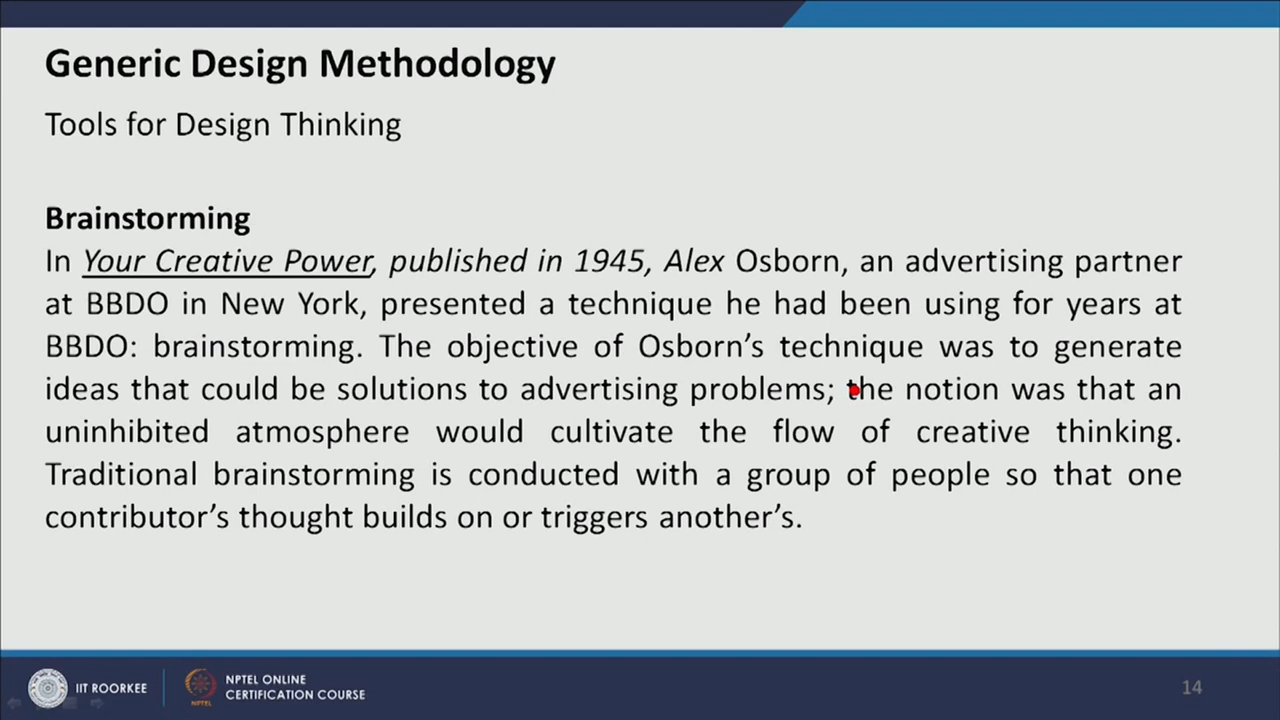 Generic Design Methodology
Tools for Design Thinking
Brainstorming
In Your Creative Power, published in 1945, Alex Osborn, an advertising partner
at BBDO in New York, presented a technique he had been using for years at
BBDO: brainstorming. The objective of Osborn’s technique was to generate
ideas that could be solutions to advertising problems; the notion was that an
uninhibited atmosphere would cultivate the flow of creative thinking.
Traditional brainstorming is conducted with a group of people so that one
contributor’s thought builds on or triggers another’s.
IIT ROORKEE
NPTEL
NPTEL ONLINE
CERTIFICATION COURSE
14